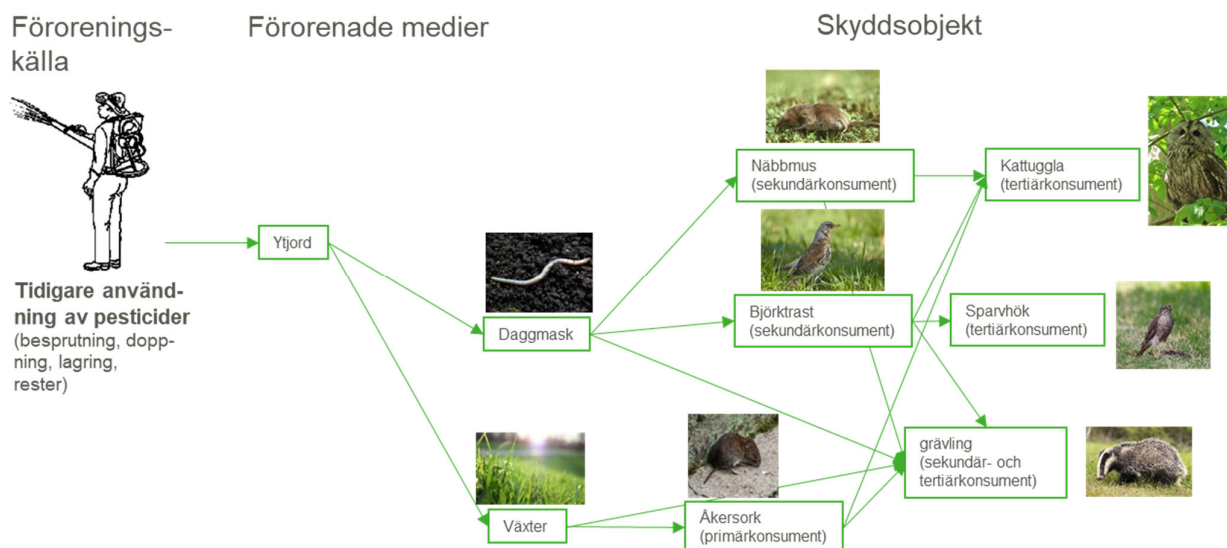 Förorenings-
källa
Förorenade medier
Skyddsobjekt
Tidigare använd-
ning av pesticider
(besprutning, dopp-
ning, lagring,
rester)
Ytjord
Daggmask
Växter
Näbbmus
(sekundärkonsument)
Björktrast
(sekundärkonsument)
Åkersork
(primärkonsument)
Kattuggla
(tertiärkonsument)
Sparvhök
(tertiärkonsument)
grävling
(sekundär- och
tertiärkonsument)